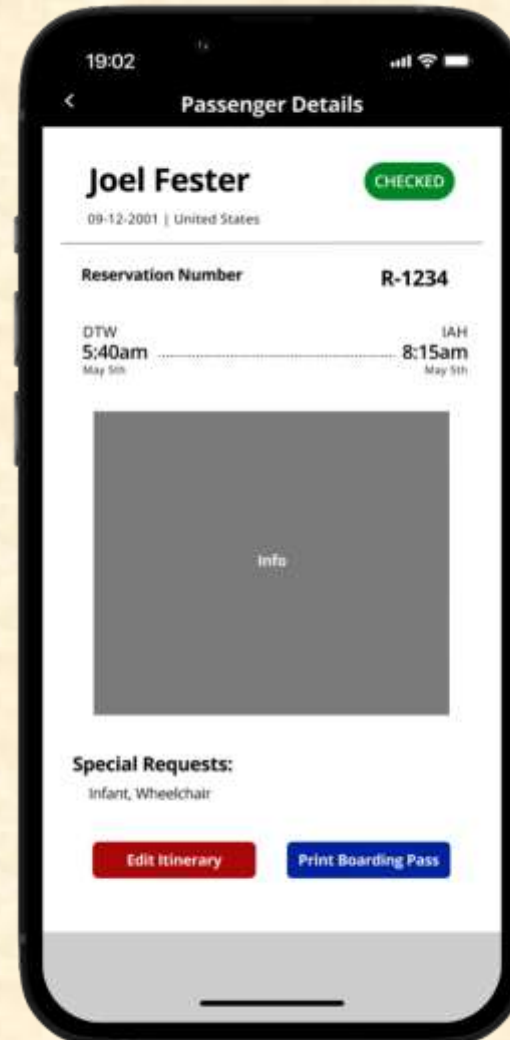 19:02
Passenger Details
Joel Fester
CHECKED
09-12-2001 | United States
Reservation Number
R-1234
DTW
IAH
5:40am
8:15am
May 5th
May 5th
Info
Special Requests:
Infant, Wheelchair
Edit Itinerary
Print Boarding Pass